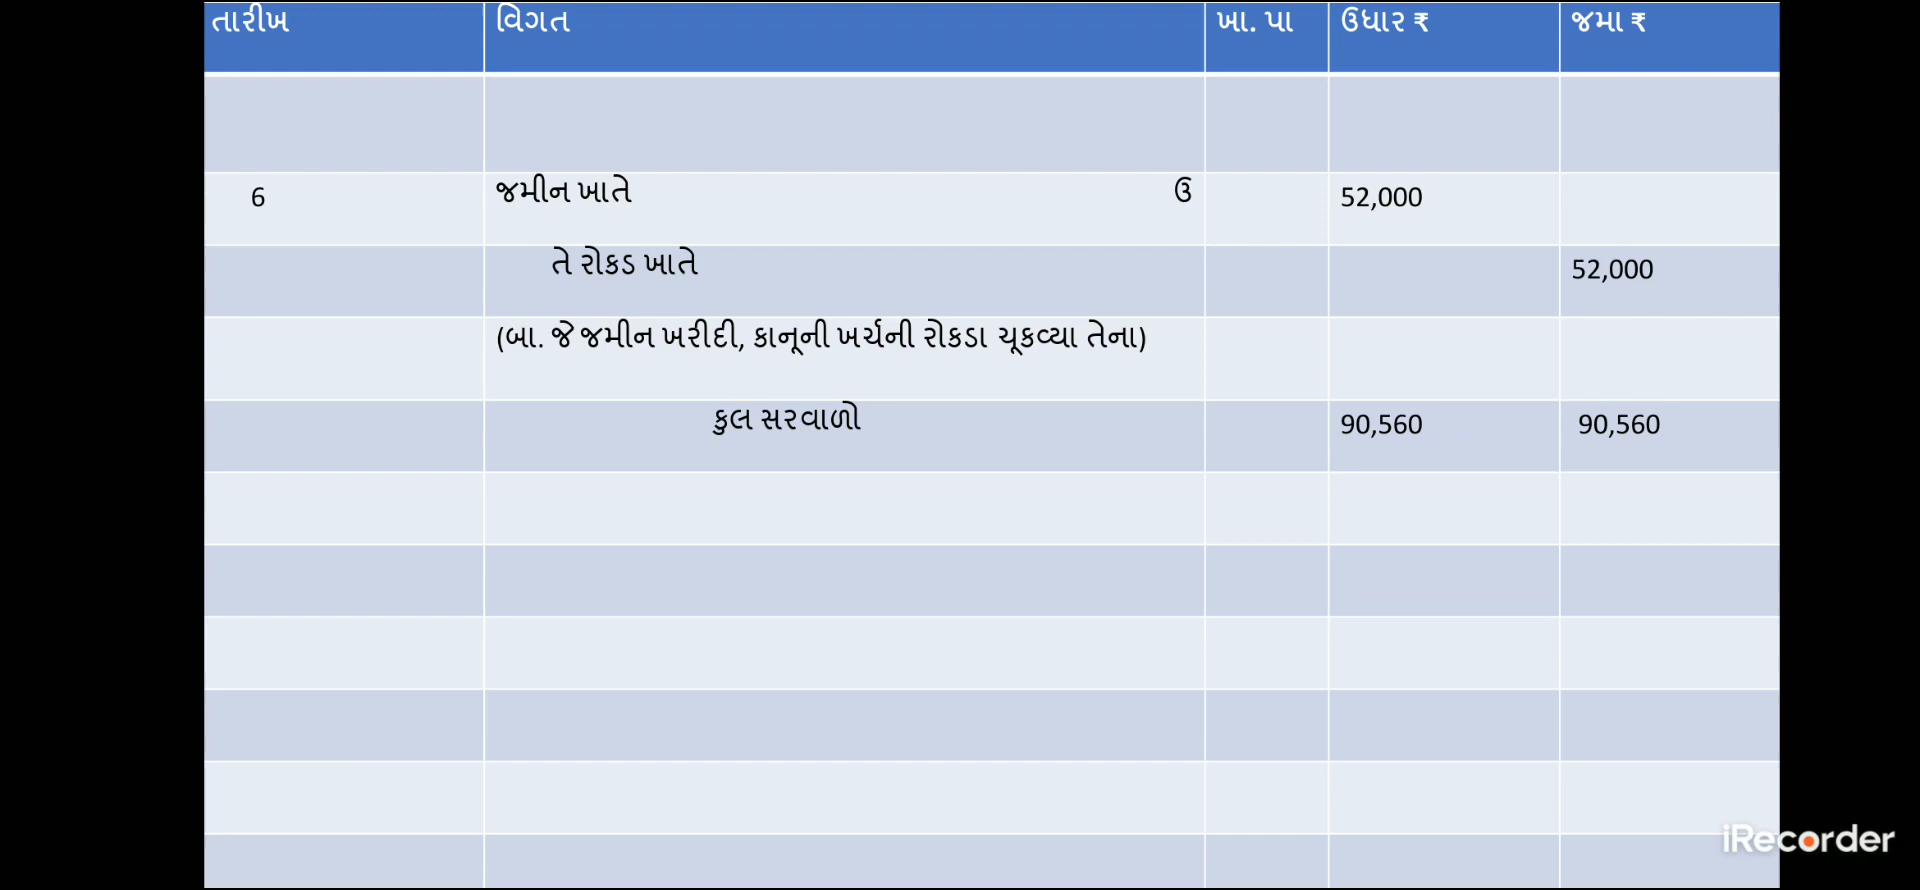 તારીખ વિગત ખા. પા ઉધાર ₹ જમા ₹
6 જમીન ખાતે ઉ 52,000
તે રોકડ ખાતે 52,000
(બા. જે જમીન ખરીદી, કાનૂની ખર્ચની રોકડા ચૂકવ્યા તેના)
કુલ સરવાળો 90,560 90,560
iRecorder